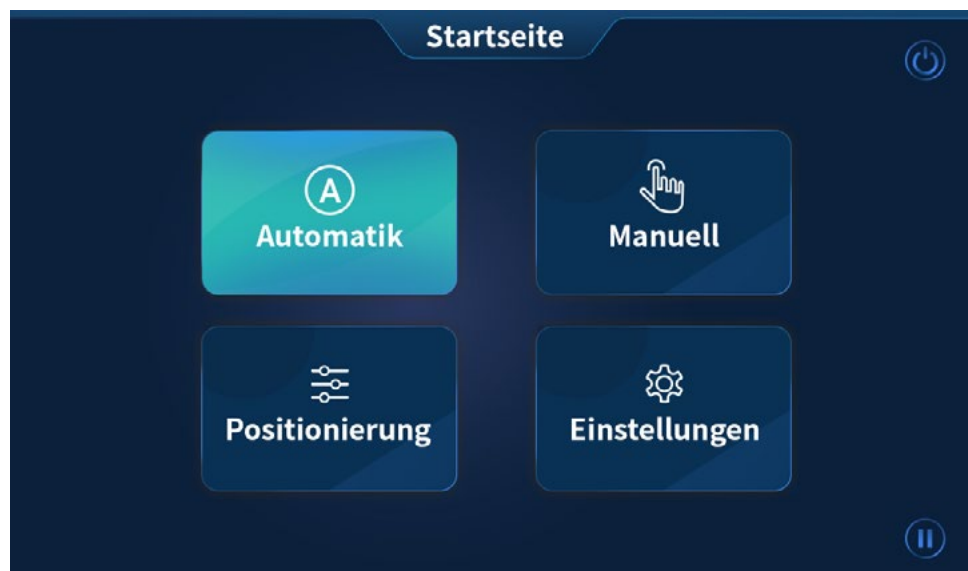 Startseite
A
Automatik
Manuell
Positionierung
Einstellungen